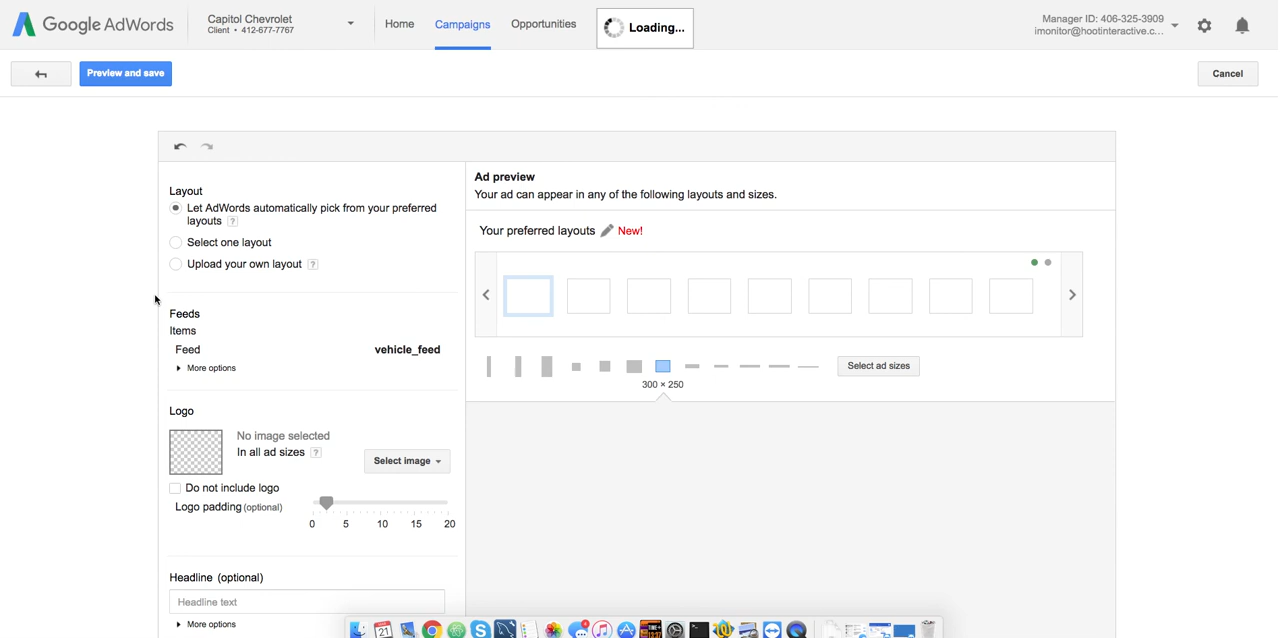 Google AdWords
Capitol Chevrolet
Client • 412-677-7767
Home
Campaigns
Opportunities
Loading...
Manager ID: 406-325-3909
imonitor@hootinteractive.c...
Preview and save
Cancel
Layout
Let AdWords automatically pick from your preferred
layouts ?
Select one layout
Upload your own layout ?
Feeds
Items
Feed vehicle_feed
More options
Logo
No image selected
In all ad sizes ?
Select image
Do not include logo
Logo padding (optional)
0 5 10 15 20
Headline (optional)
Headline text
More options
Ad preview
Your ad can appear in any of the following layouts and sizes.
Your preferred layouts New!
Select ad sizes
300 × 250